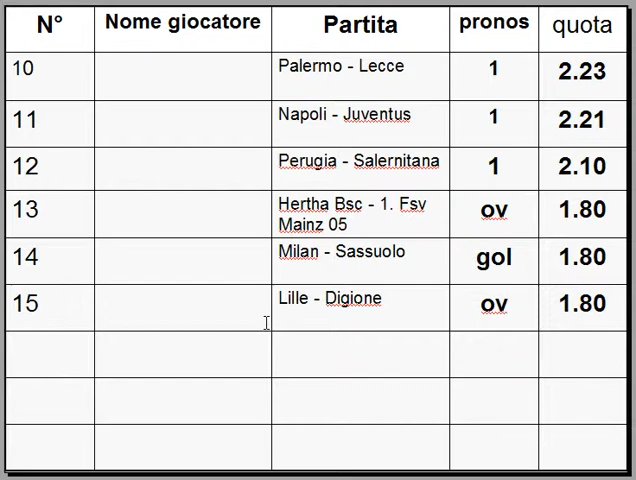 N° Nome giocatore Partita pronos quota
10 Palermo - Lecce 1 2.23
11 Napoli - Juventus 1 2.21
12 Perugia - Salernitana 1 2.10
13 Hertha Bsc - 1. Fsv ov 1.80
Mainz 05
14 Milan - Sassuolo gol 1.80
15 Lille - Digione ov 1.80